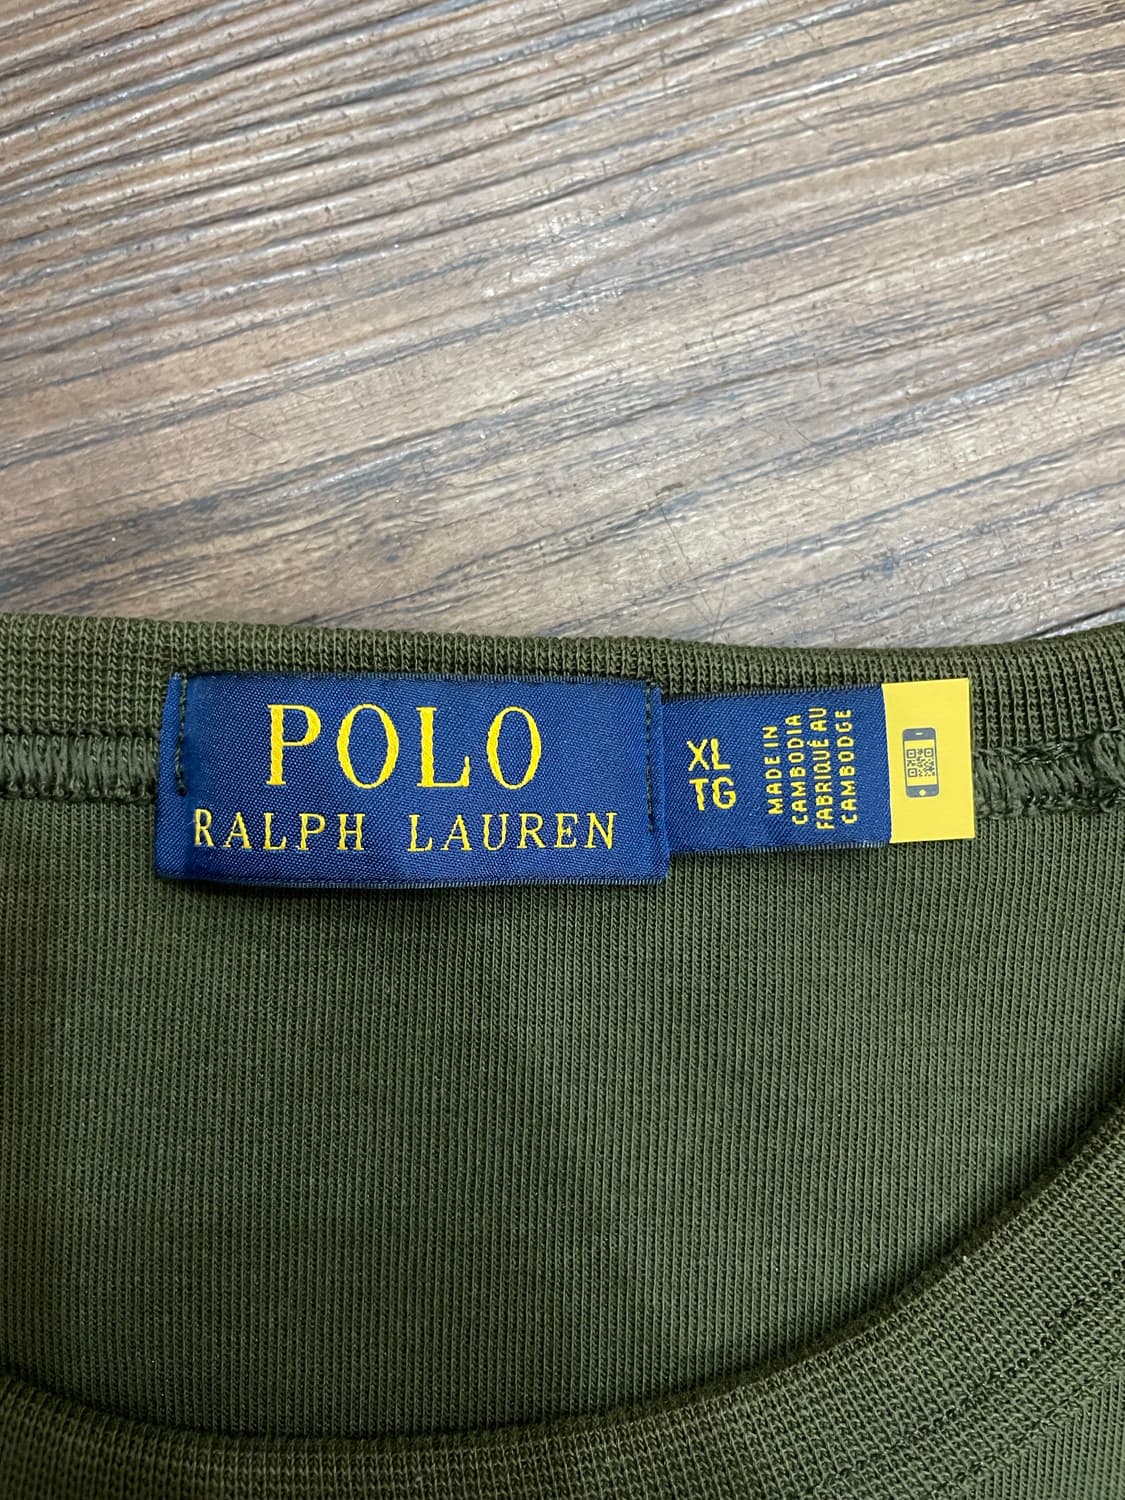 POLO
RALPH LAUREN
XL
TG
MADE IN
CAMBODIA
FABRIQUÉ AU
CAMBODGE